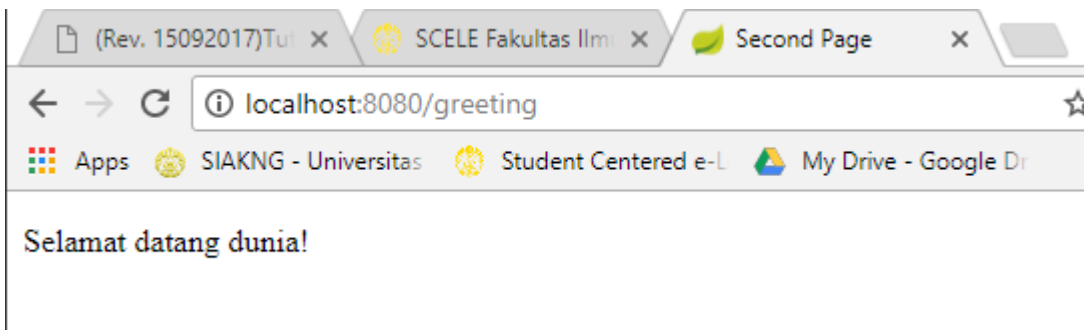 (Rev. 15092017)Tut SCELE Fakultas Ilm Second Page
localhost:8080/greeting
Apps SIAKNG - Universitas Student Centered e-L My Drive - Google Dr
Selamat datang dunia!